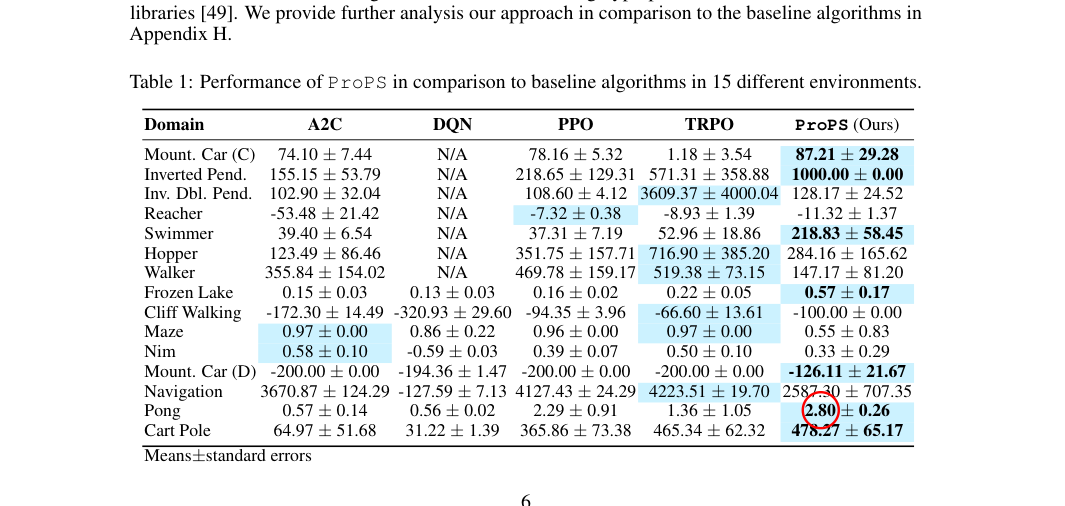 libraries [49]. We provide further analysis our approach in comparison to the baseline algorithms in
Appendix H.
Table 1: Performance of ProPS in comparison to baseline algorithms in 15 different environments.
Domain A2C DQN PPO TRPO ProPS (Ours)
Mount. Car (C) 74.10 ± 7.44 N/A 78.16 ± 5.32 1.18 ± 3.54 87.21 ± 29.28
Inverted Pend. 155.15 ± 53.79 N/A 218.65 ± 129.31 571.31 ± 358.88 1000.00 ± 0.00
Inv. Dbl. Pend. 102.90 ± 32.04 N/A 108.60 ± 4.12 3609.37 ± 4000.04 128.17 ± 24.52
Reacher -53.48 ± 21.42 N/A -7.32 ± 0.38 -8.93 ± 1.39 -11.32 ± 1.37
Swimmer 39.40 ± 6.54 N/A 37.31 ± 7.19 52.96 ± 18.86 218.83 ± 58.45
Hopper 123.49 ± 86.46 N/A 351.75 ± 157.71 716.90 ± 385.20 284.16 ± 165.62
Walker 355.84 ± 154.02 N/A 469.78 ± 159.17 519.38 ± 73.15 147.17 ± 81.20
Frozen Lake 0.15 ± 0.03 0.13 ± 0.03 0.16 ± 0.02 0.22 ± 0.05 0.57 ± 0.17
Cliff Walking -172.30 ± 14.49 -320.93 ± 29.60 -94.35 ± 3.96 -66.60 ± 13.61 -100.00 ± 0.00
Maze 0.97 ± 0.00 0.86 ± 0.22 0.96 ± 0.00 0.97 ± 0.00 0.55 ± 0.83
Nim 0.58 ± 0.10 -0.59 ± 0.03 0.39 ± 0.07 0.50 ± 0.10 0.33 ± 0.29
Mount. Car (D) -200.00 ± 0.00 -194.36 ± 1.47 -200.00 ± 0.00 -200.00 ± 0.00 -126.11 ± 21.67
Navigation 3670.87 ± 124.29 -127.59 ± 7.13 4127.43 ± 24.29 4223.51 ± 19.70 2587.30 ± 707.35
Pong 0.57 ± 0.14 0.56 ± 0.02 2.29 ± 0.91 1.36 ± 1.05 2.80 ± 0.26
Cart Pole 64.97 ± 51.68 31.22 ± 1.39 365.86 ± 73.38 465.34 ± 62.32 478.27 ± 65.17
Means±standard errors
6